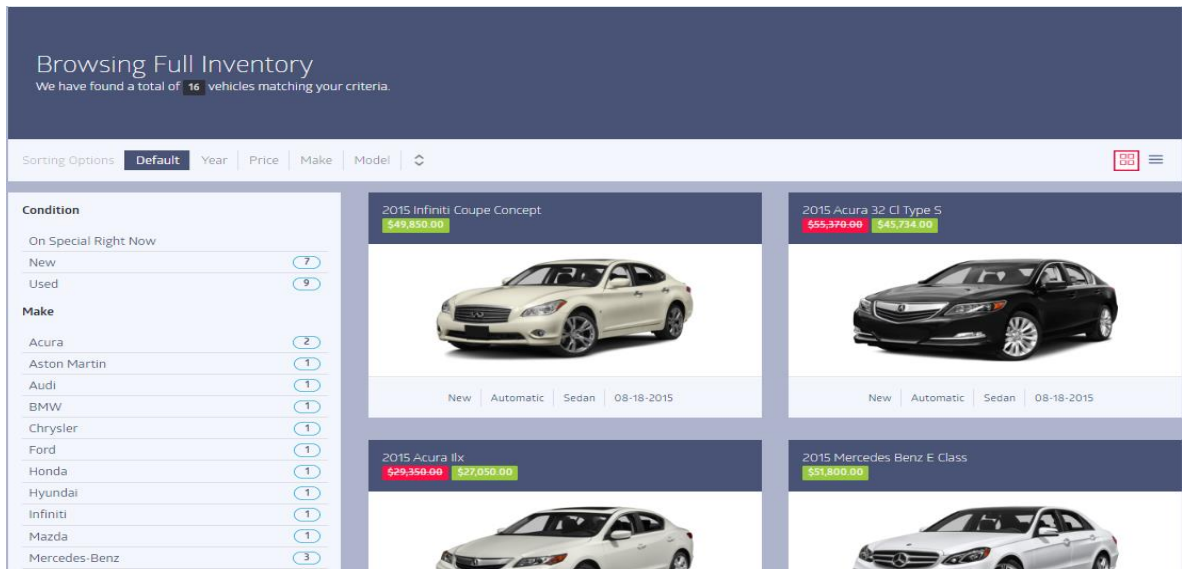 Browsing Full Inventory
We have found a total of 16 vehicles matching your criteria.
Sorting Options Default Year Price Make Model
Condition
On Special Right Now
New 7
Used 9
Make
Acura 2
Aston Martin 1
Audi 1
BMW 1
Chrysler 1
Ford 1
Honda 1
Hyundai 1
Infiniti 1
Mazda 1
Mercedes-Benz 3
2015 Infiniti Coupe Concept
$49,850.00
New Automatic Sedan 08-18-2015
2015 Acura 32 Cl Type S
$55,370.00 $45,734.00
New Automatic Sedan 08-18-2015
2015 Acura Ilx
$29,350.00 $27,050.00
2015 Mercedes Benz E Class
$51,800.00